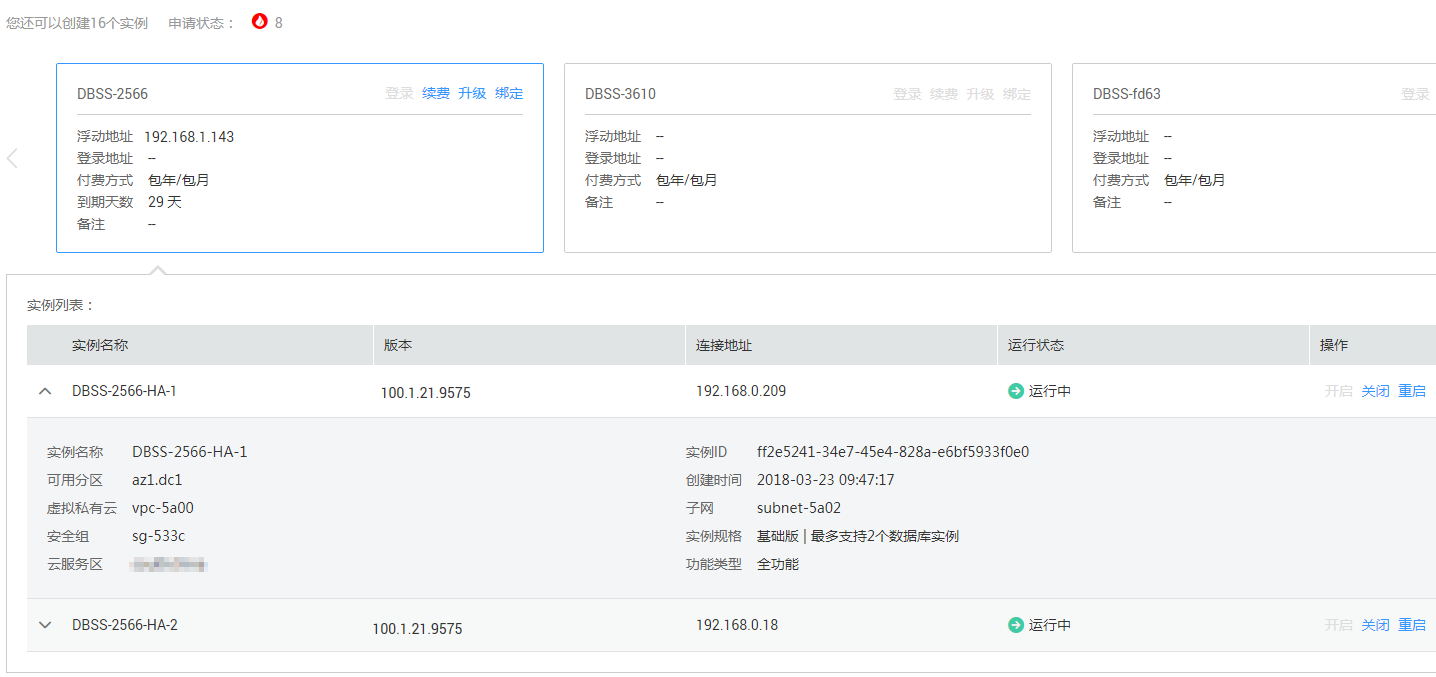 您还可以创建16个实例 申请状态： 8
DBSS-2566 登录 续费 升级 绑定
浮动地址 192.168.1.143
登录地址 --
付费方式 包年/包月
到期天数 29 天
备注 --
DBSS-3610 登录 续费 升级 绑定
浮动地址 --
登录地址 --
付费方式 包年/包月
备注 --
DBSS-fd63 登录
浮动地址 --
登录地址 --
付费方式 包年/包月
备注 --
实例列表：
实例名称 版本 连接地址 运行状态 操作
DBSS-2566-HA-1 100.1.21.9575 192.168.0.209 运行中 开启 关闭 重启
实例名称 DBSS-2566-HA-1 实例ID ff2e5241-34e7-45e4-828a-e6bf5933f0e0
可用分区 az1.dc1 创建时间 2018-03-23 09:47:17
虚拟私有云 vpc-5a00 子网 subnet-5a02
安全组 sg-533c 实例规格 基础版 | 最多支持2个数据库实例
云服务区 功能类型 全功能
DBSS-2566-HA-2 100.1.21.9575 192.168.0.18 运行中 开启 关闭 重启